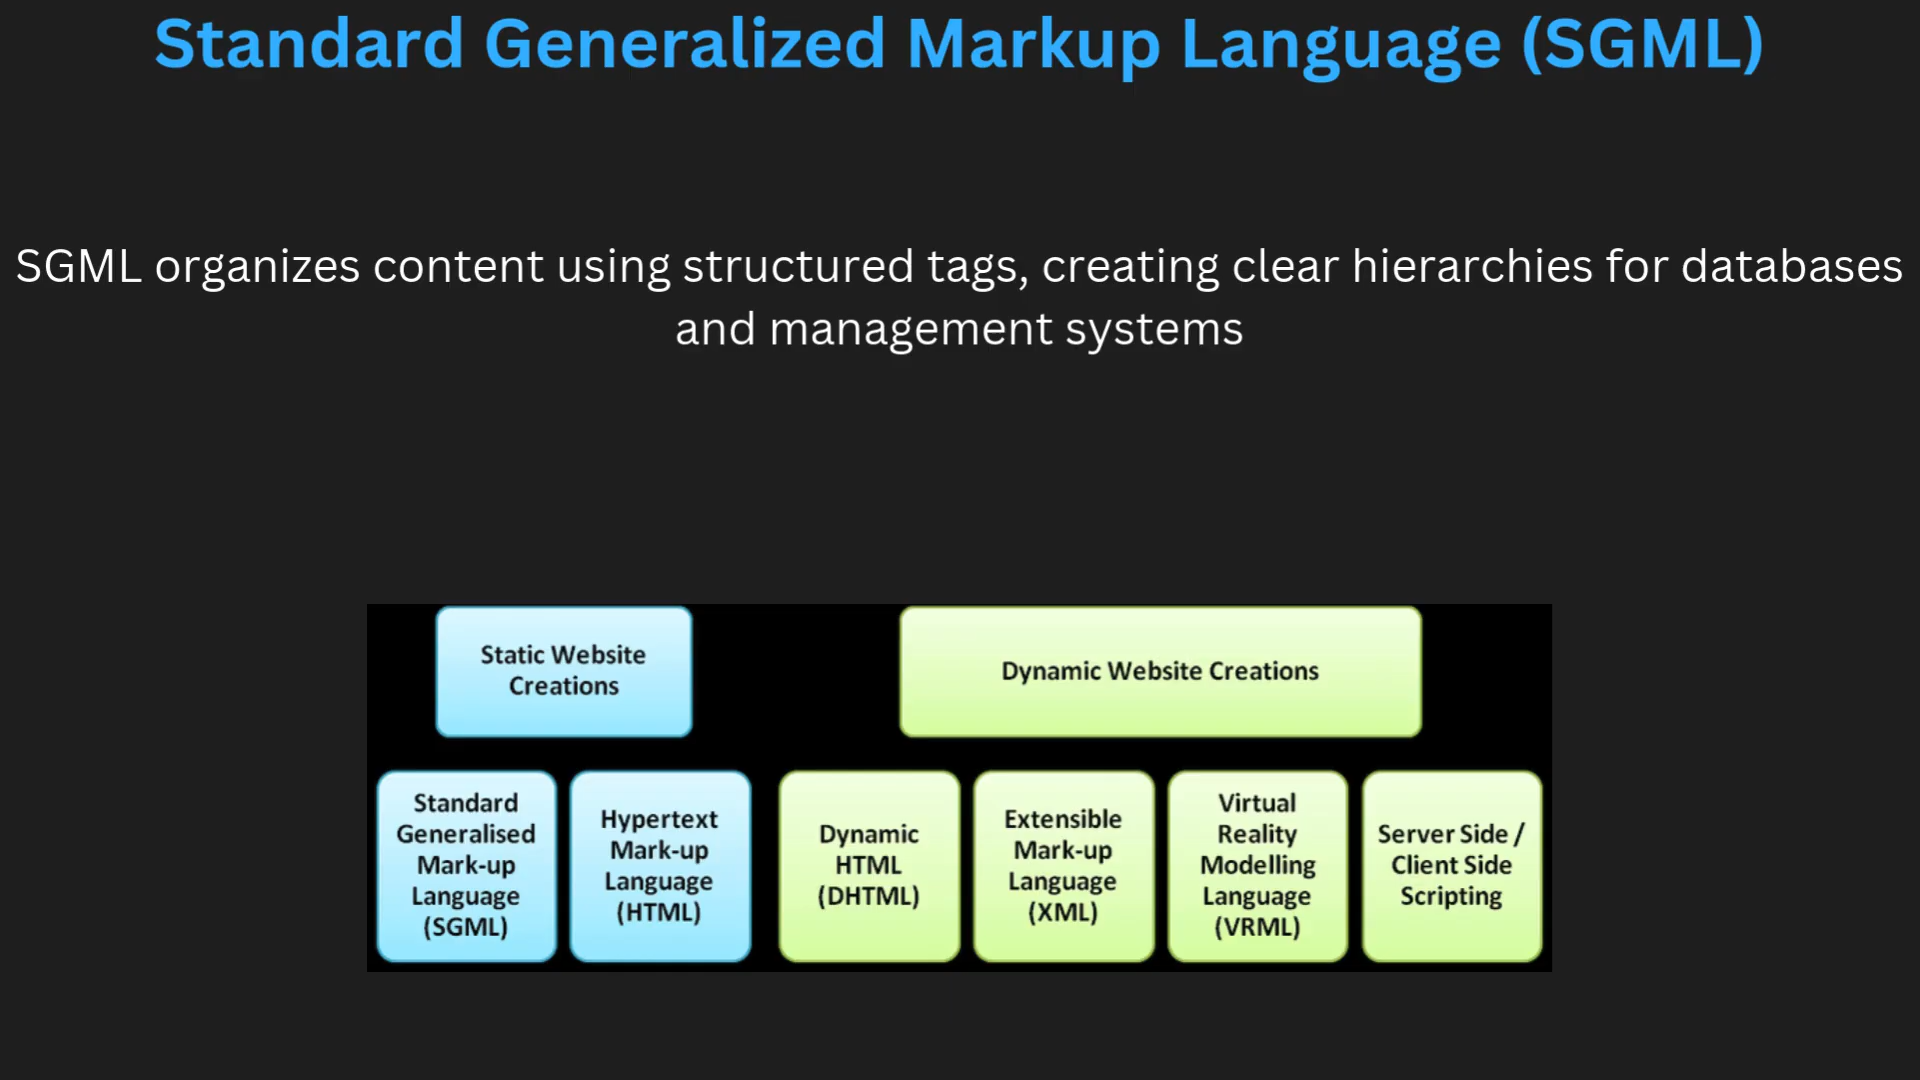 Standard Generalized Markup Language (SGML)
SGML organizes content using structured tags, creating clear hierarchies for databases
and management systems
Static Website
Creations
Dynamic Website Creations
Standard
Generalised
Mark-up
Language
(SGML)
Hypertext
Mark-up
Language
(HTML)
Dynamic
HTML
(DHTML)
Extensible
Mark-up
Language
(XML)
Virtual
Reality
Modelling
Language
(VRML)
Server Side /
Client Side
Scripting